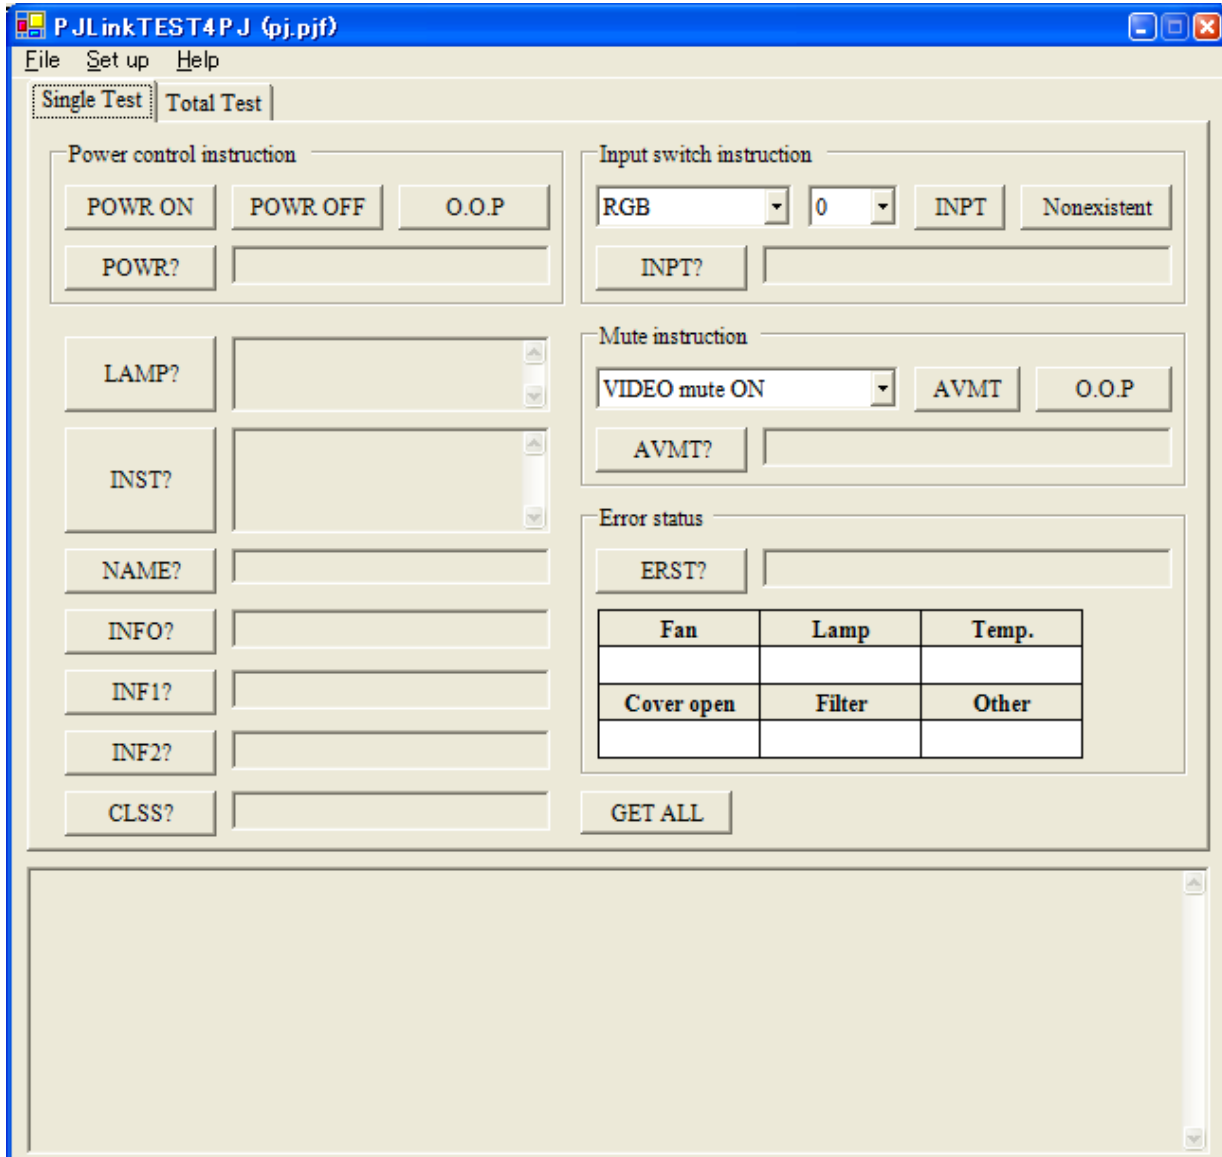 PJLinkTEST4PJ (pj.pjf)
File Set up Help
Single Test Total Test
Power control instruction
POWR ON POWR OFF O.O.P
POWR?
LAMP?
INST?
NAME?
INFO?
INF1?
INF2?
CLSS?
Input switch instruction
RGB 0 INPT Nonexistent
INPT?
Mute instruction
VIDEO mute ON AVMT O.O.P
AVMT?
Error status
ERST?
Fan Lamp Temp.
Cover open Filter Other
GET ALL